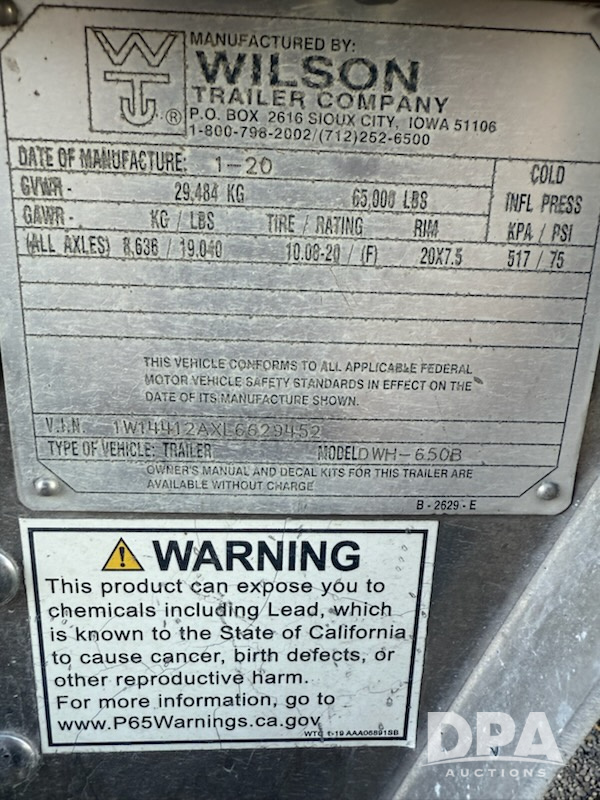 WT
®
MANUFACTURED BY:
WILSON
TRAILER COMPANY
P.O. BOX 2616 SIOUX CITY, IOWA 51106
1-800-798-2002/(712)252-6500
DATE OF MANUFACTURE: 1-20
COLD
GVWR - 29,484 KG 65,000 LBS
INFL PRESS
GAWR - KG / LBS TIRE / RATING RIM KPA / PSI
(ALL AXLES) 8,636 / 19,040 10.00-20 / (F) 20X7.5 517 / 75
THIS VEHICLE CONFORMS TO ALL APPLICABLE FEDERAL
MOTOR VEHICLE SAFETY STANDARDS IN EFFECT ON THE
DATE OF ITS MANUFACTURE SHOWN.
V.I.N. 1W14412AXL6629452
TYPE OF VEHICLE: TRAILER MODEL DWH-650B
OWNER'S MANUAL AND DECAL KITS FOR THIS TRAILER ARE
AVAILABLE WITHOUT CHARGE
B - 2629 - E
WARNING
This product can expose you to
chemicals including Lead, which
is known to the State of California
to cause cancer, birth defects, or
other reproductive harm.
For more information, go to
www.P65Warnings.ca.gov
WTC 1-19 AAA06891SB
DPA
AUCTIONS